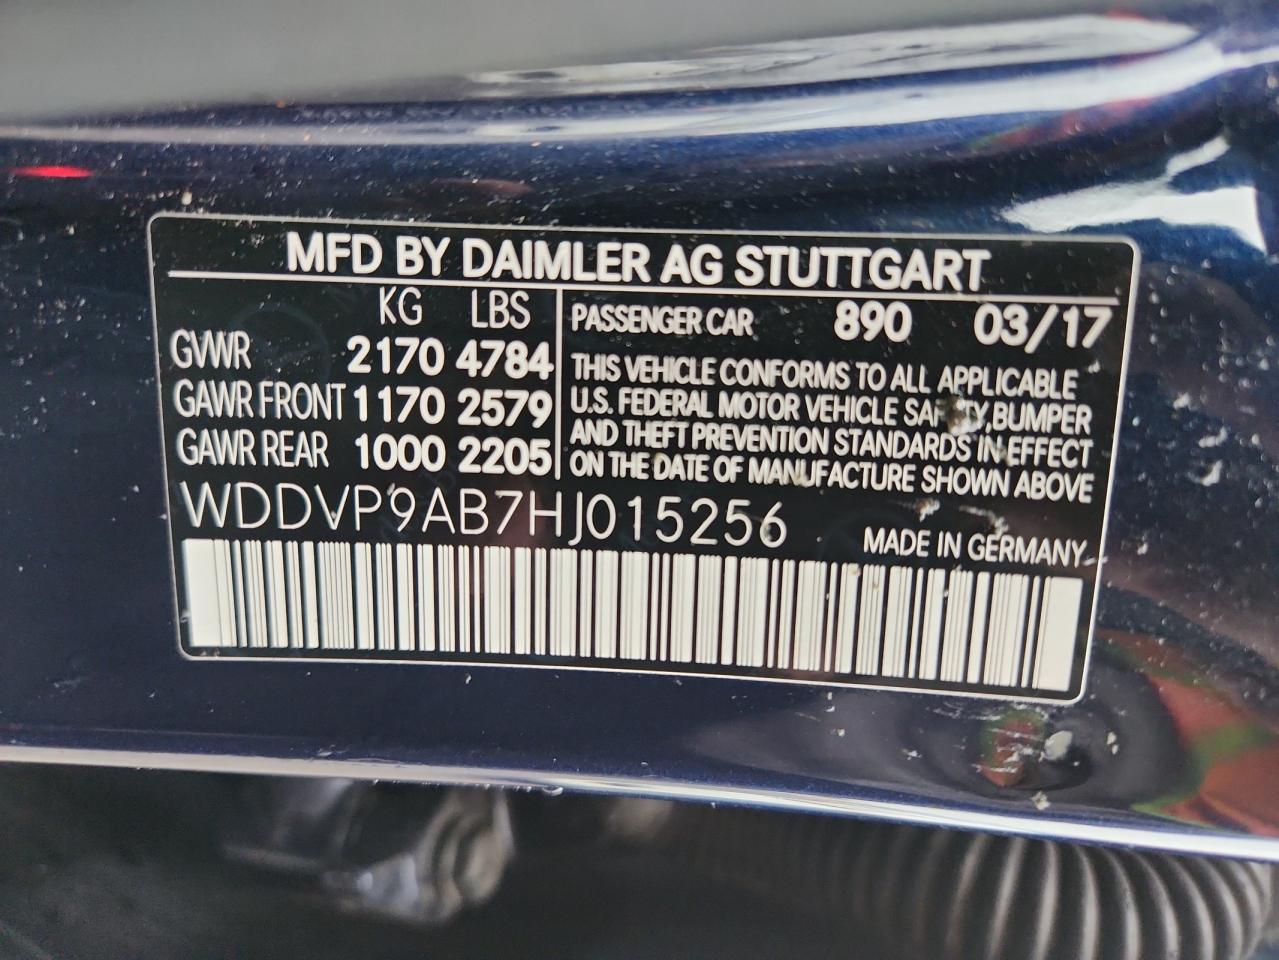 MFD BY DAIMLER AG STUTTGART
KG LBS
GVWR 2170 4784
GAWR FRONT 1170 2579
GAWR REAR 1000 2205
PASSENGER CAR 890 03/17
THIS VEHICLE CONFORMS TO ALL APPLICABLE
U.S. FEDERAL MOTOR VEHICLE SAFETY, BUMPER
AND THEFT PREVENTION STANDARDS IN EFFECT
ON THE DATE OF MANUFACTURE SHOWN ABOVE
WDDVP9AB7HJ015256
MADE IN GERMANY